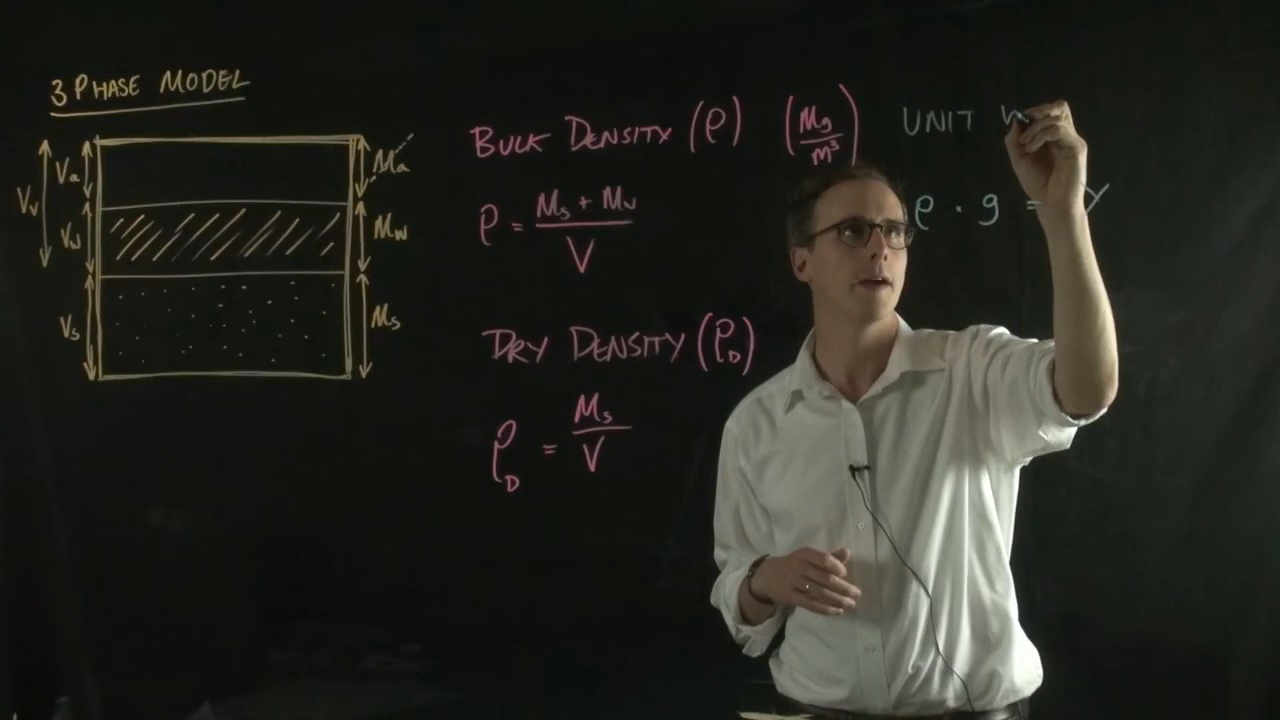 3 PHASE MODEL
Vv
Va
Vw
Vs
Ma
Mw
Ms
BULK DENSITY (ρ) (Mg/m³)
ρ = Ms + Mw / V
DRY DENSITY (ρD)
ρD = Ms / V
UNIT
ρ · g = γ